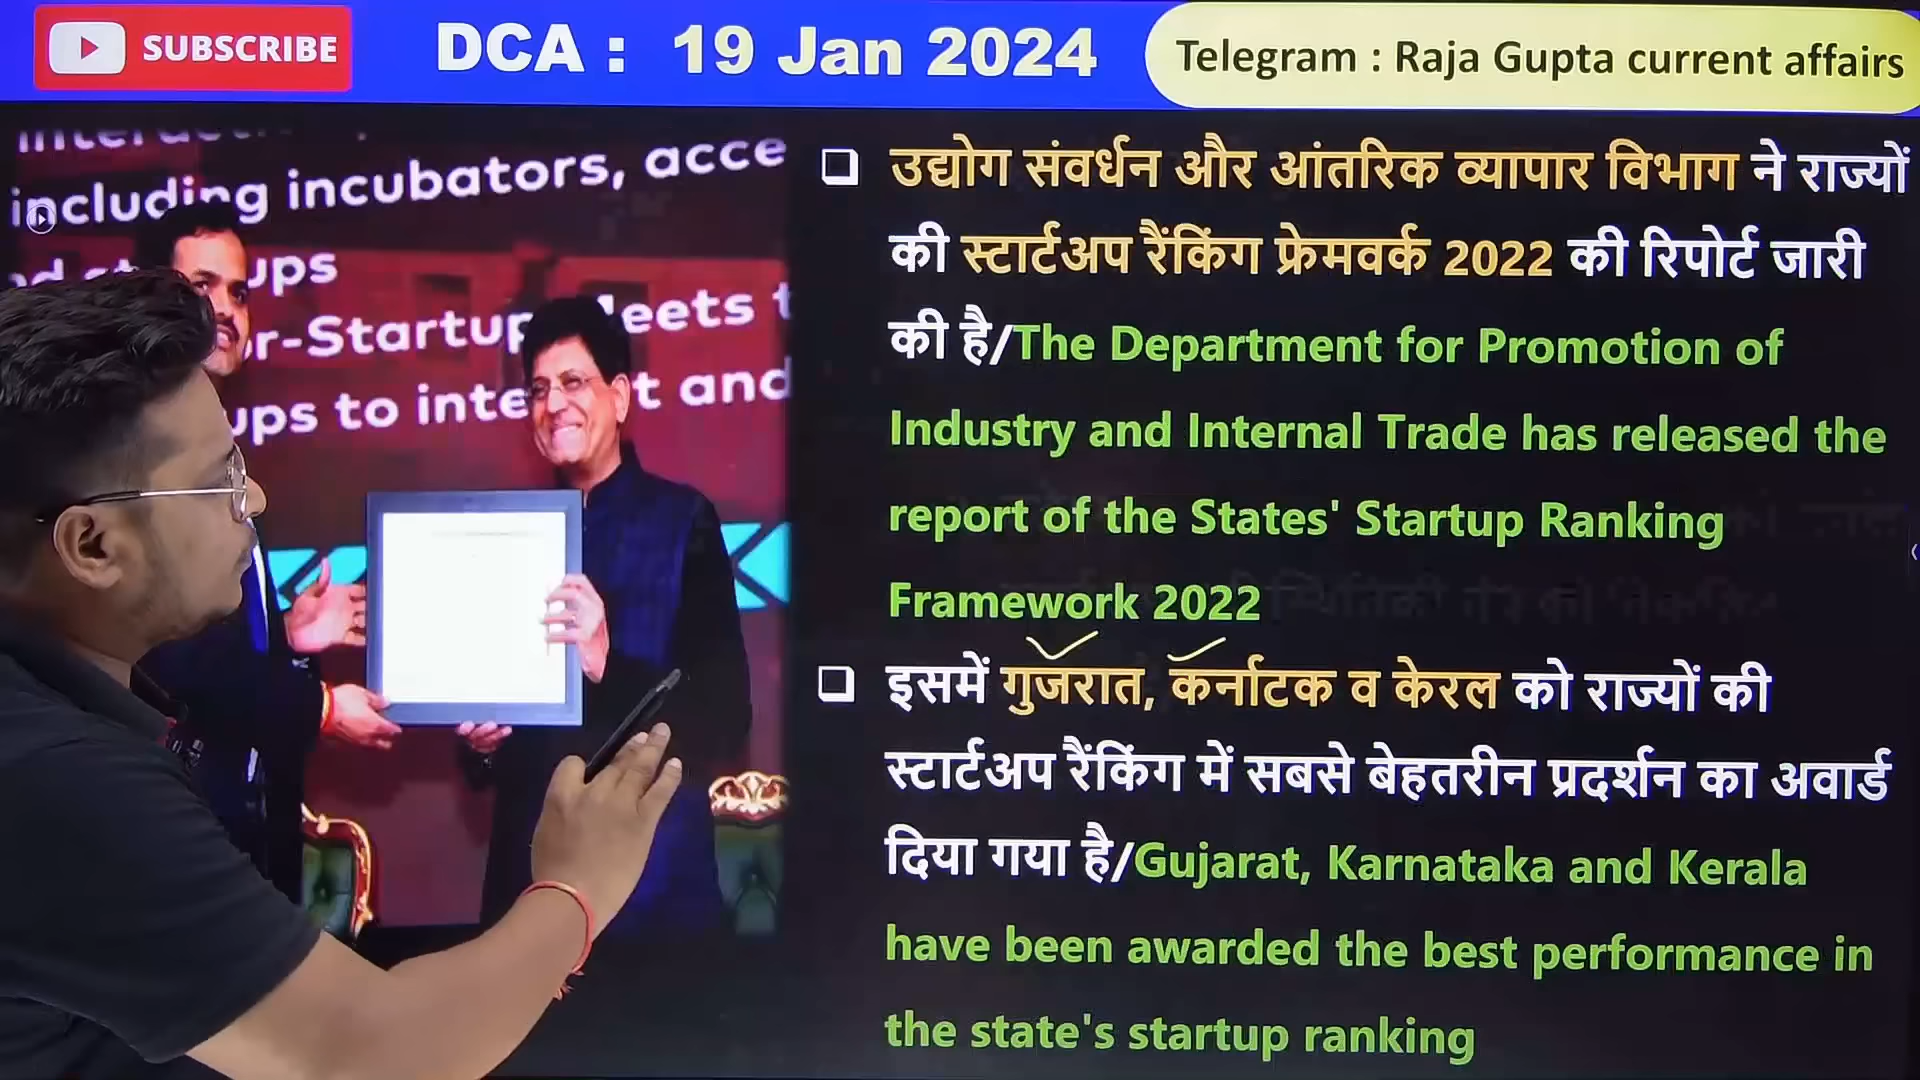 SUBSCRIBE
DCA : 19 Jan 2024
Telegram : Raja Gupta current affairs
including incubators, acce
ups
r-Startup
eets t
ups to inte
t and
उद्योग संवर्धन और आंतरिक व्यापार विभाग ने राज्यों
की स्टार्टअप रैंकिंग फ्रेमवर्क 2022 की रिपोर्ट जारी
की है/The Department for Promotion of
Industry and Internal Trade has released the
report of the States' Startup Ranking
Framework 2022
इसमें गुजरात, कर्नाटक व केरल को राज्यों की
स्टार्टअप रैंकिंग में सबसे बेहतरीन प्रदर्शन का अवार्ड
दिया गया है/Gujarat, Karnataka and Kerala
have been awarded the best performance in
the state's startup ranking